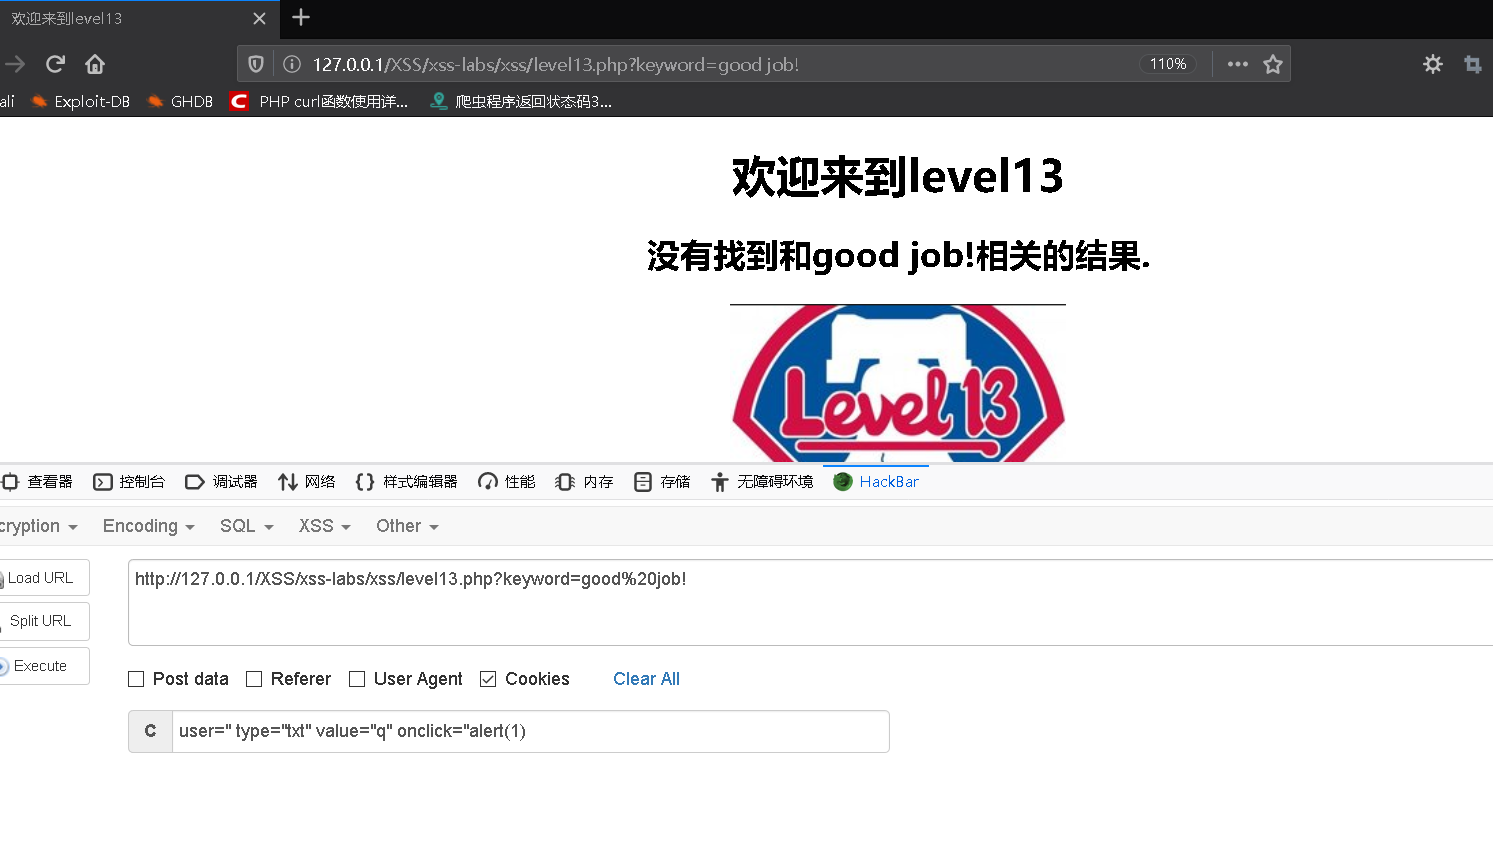 欢迎来到level13
127.0.0.1/XSS/xss-labs/xss/level13.php?keyword=good job! 110%
ali Exploit-DB GHDB PHP curl函数使用详... 爬虫程序返回状态码3...
欢迎来到level13
没有找到和good job!相关的结果.
Level 13
查看器 控制台 调试器 网络 样式编辑器 性能 内存 存储 无障碍环境 HackBar
cryption Encoding SQL XSS Other
Load URL http://127.0.0.1/XSS/xss-labs/xss/level13.php?keyword=good%20job!
Split URL
Execute
Post data Referer User Agent Cookies Clear All
C user=" type="txt" value="q" onclick="alert(1)